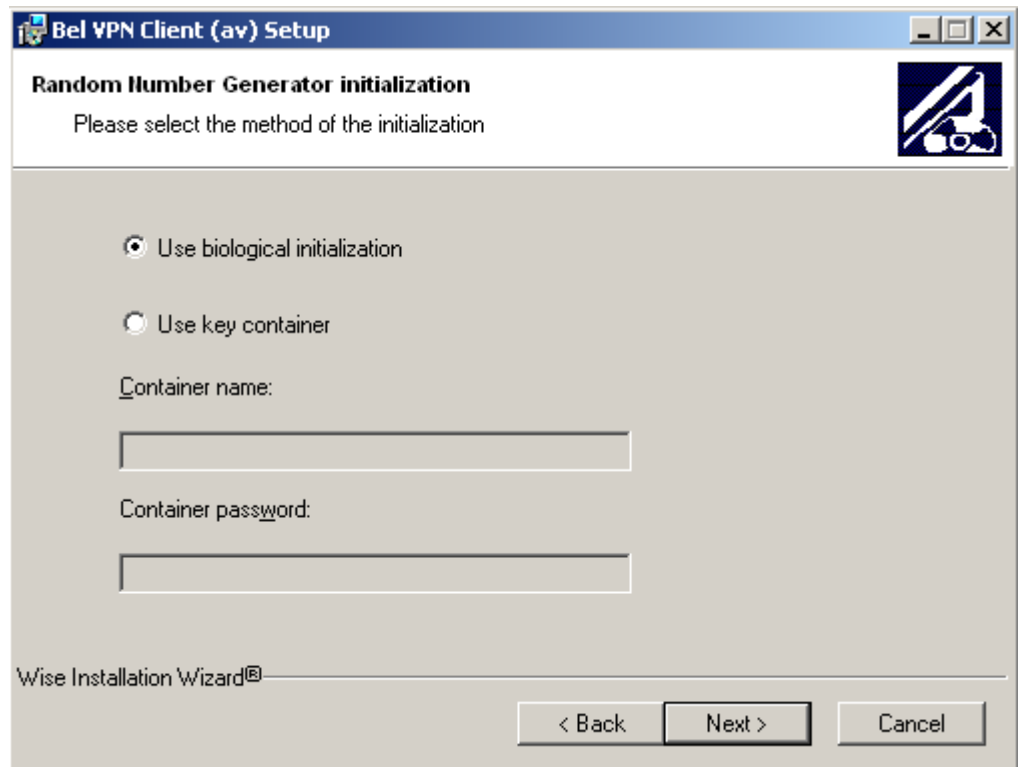 Bel VPN Client (av) Setup
Random Number Generator initialization
Please select the method of the initialization
Use biological initialization
Use key container
Container name:
Container password:
Wise Installation Wizard®
< Back
Next >
Cancel